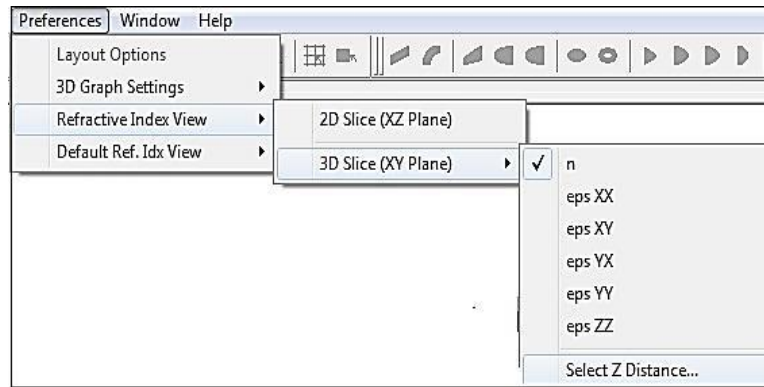 Preferences Window Help
Layout Options
3D Graph Settings
Refractive Index View
Default Ref. Idx View
2D Slice (XZ Plane)
3D Slice (XY Plane)
n
eps XX
eps XY
eps YX
eps YY
eps ZZ
Select Z Distance...